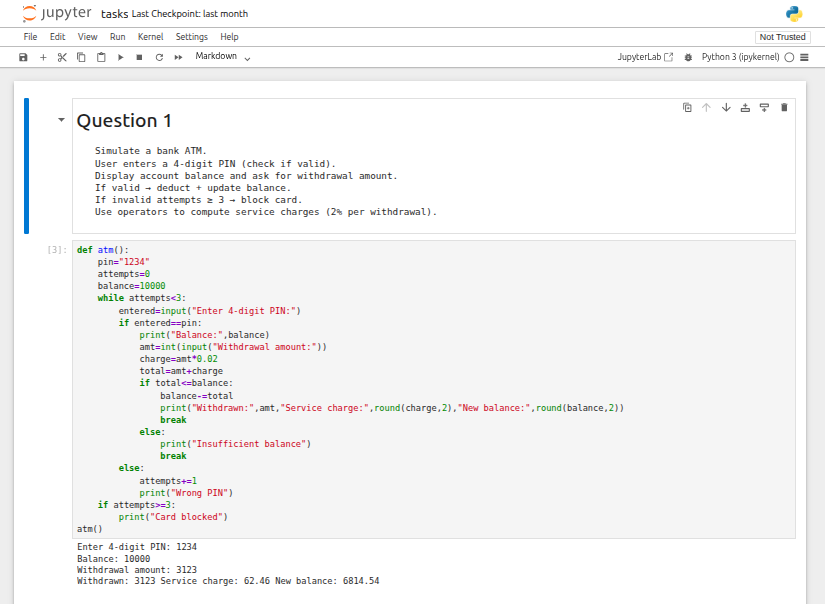 jupyter tasks Last Checkpoint: last month
File Edit View Run Kernel Settings Help
Not Trusted
Markdown
JupyterLab
Python 3 (ipykernel)
Question 1
Simulate a bank ATM.
User enters a 4-digit PIN (check if valid).
Display account balance and ask for withdrawal amount.
If valid → deduct + update balance.
If invalid attempts ≥ 3 → block card.
Use operators to compute service charges (2% per withdrawal).
[3]:
def atm():
    pin="1234"
    attempts=0
    balance=10000
    while attempts<3:
        entered=input("Enter 4-digit PIN:")
        if entered==pin:
            print("Balance:",balance)
            amt=int(input("Withdrawal amount:"))
            charge=amt*0.02
            total=amt+charge
            if total<=balance:
                balance-=total
                print("Withdrawn:",amt,"Service charge:",round(charge,2),"New balance:",round(balance,2))
                break
            else:
                print("Insufficient balance")
                break
        else:
            attempts+=1
            print("Wrong PIN")
    if attempts>=3:
        print("Card blocked")
atm()
Enter 4-digit PIN: 1234
Balance: 10000
Withdrawal amount: 3123
Withdrawn: 3123 Service charge: 62.46 New balance: 6814.54